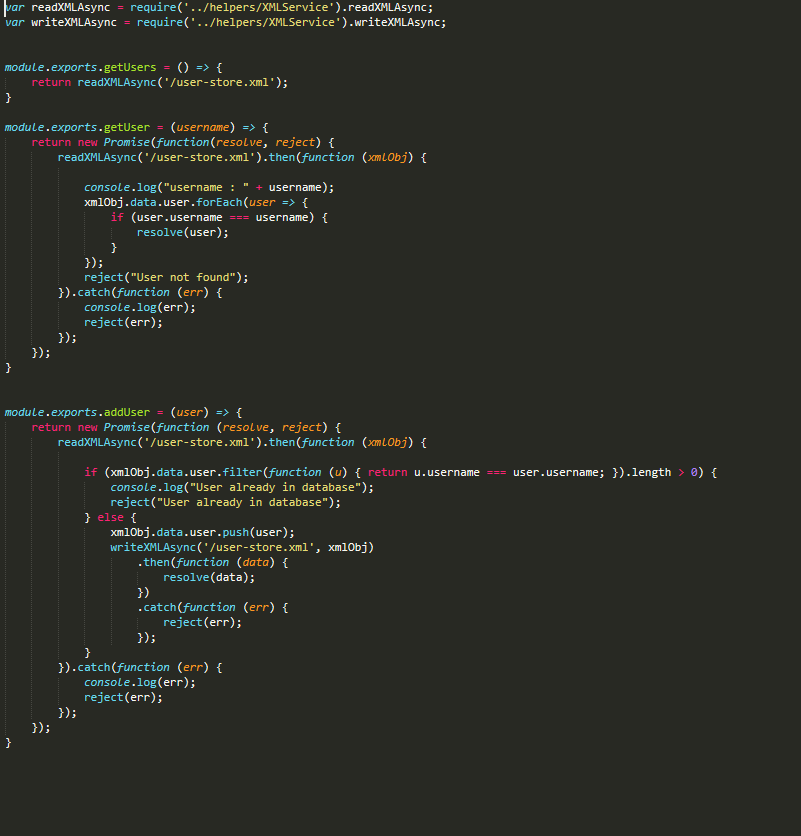 var readXMLAsync = require('../helpers/XMLService').readXMLAsync;
var writeXMLAsync = require('../helpers/XMLService').writeXMLAsync;
module.exports.getUsers = () => {
return readXMLAsync('/user-store.xml');
}
module.exports.getUser = (username) => {
return new Promise(function(resolve, reject) {
readXMLAsync('/user-store.xml').then(function (xmlObj) {
console.log("username : " + username);
xmlObj.data.user.forEach(user => {
if (user.username === username) {
resolve(user);
}
});
reject("User not found");
}).catch(function (err) {
console.log(err);
reject(err);
});
});
}
module.exports.addUser = (user) => {
return new Promise(function (resolve, reject) {
readXMLAsync('/user-store.xml').then(function (xmlObj) {
if (xmlObj.data.user.filter(function (u) { return u.username === user.username; }).length > 0) {
console.log("User already in database");
reject("User already in database");
} else {
xmlObj.data.user.push(user);
writeXMLAsync('/user-store.xml', xmlObj)
.then(function (data) {
resolve(data);
})
.catch(function (err) {
reject(err);
});
}
}).catch(function (err) {
console.log(err);
reject(err);
});
});
}